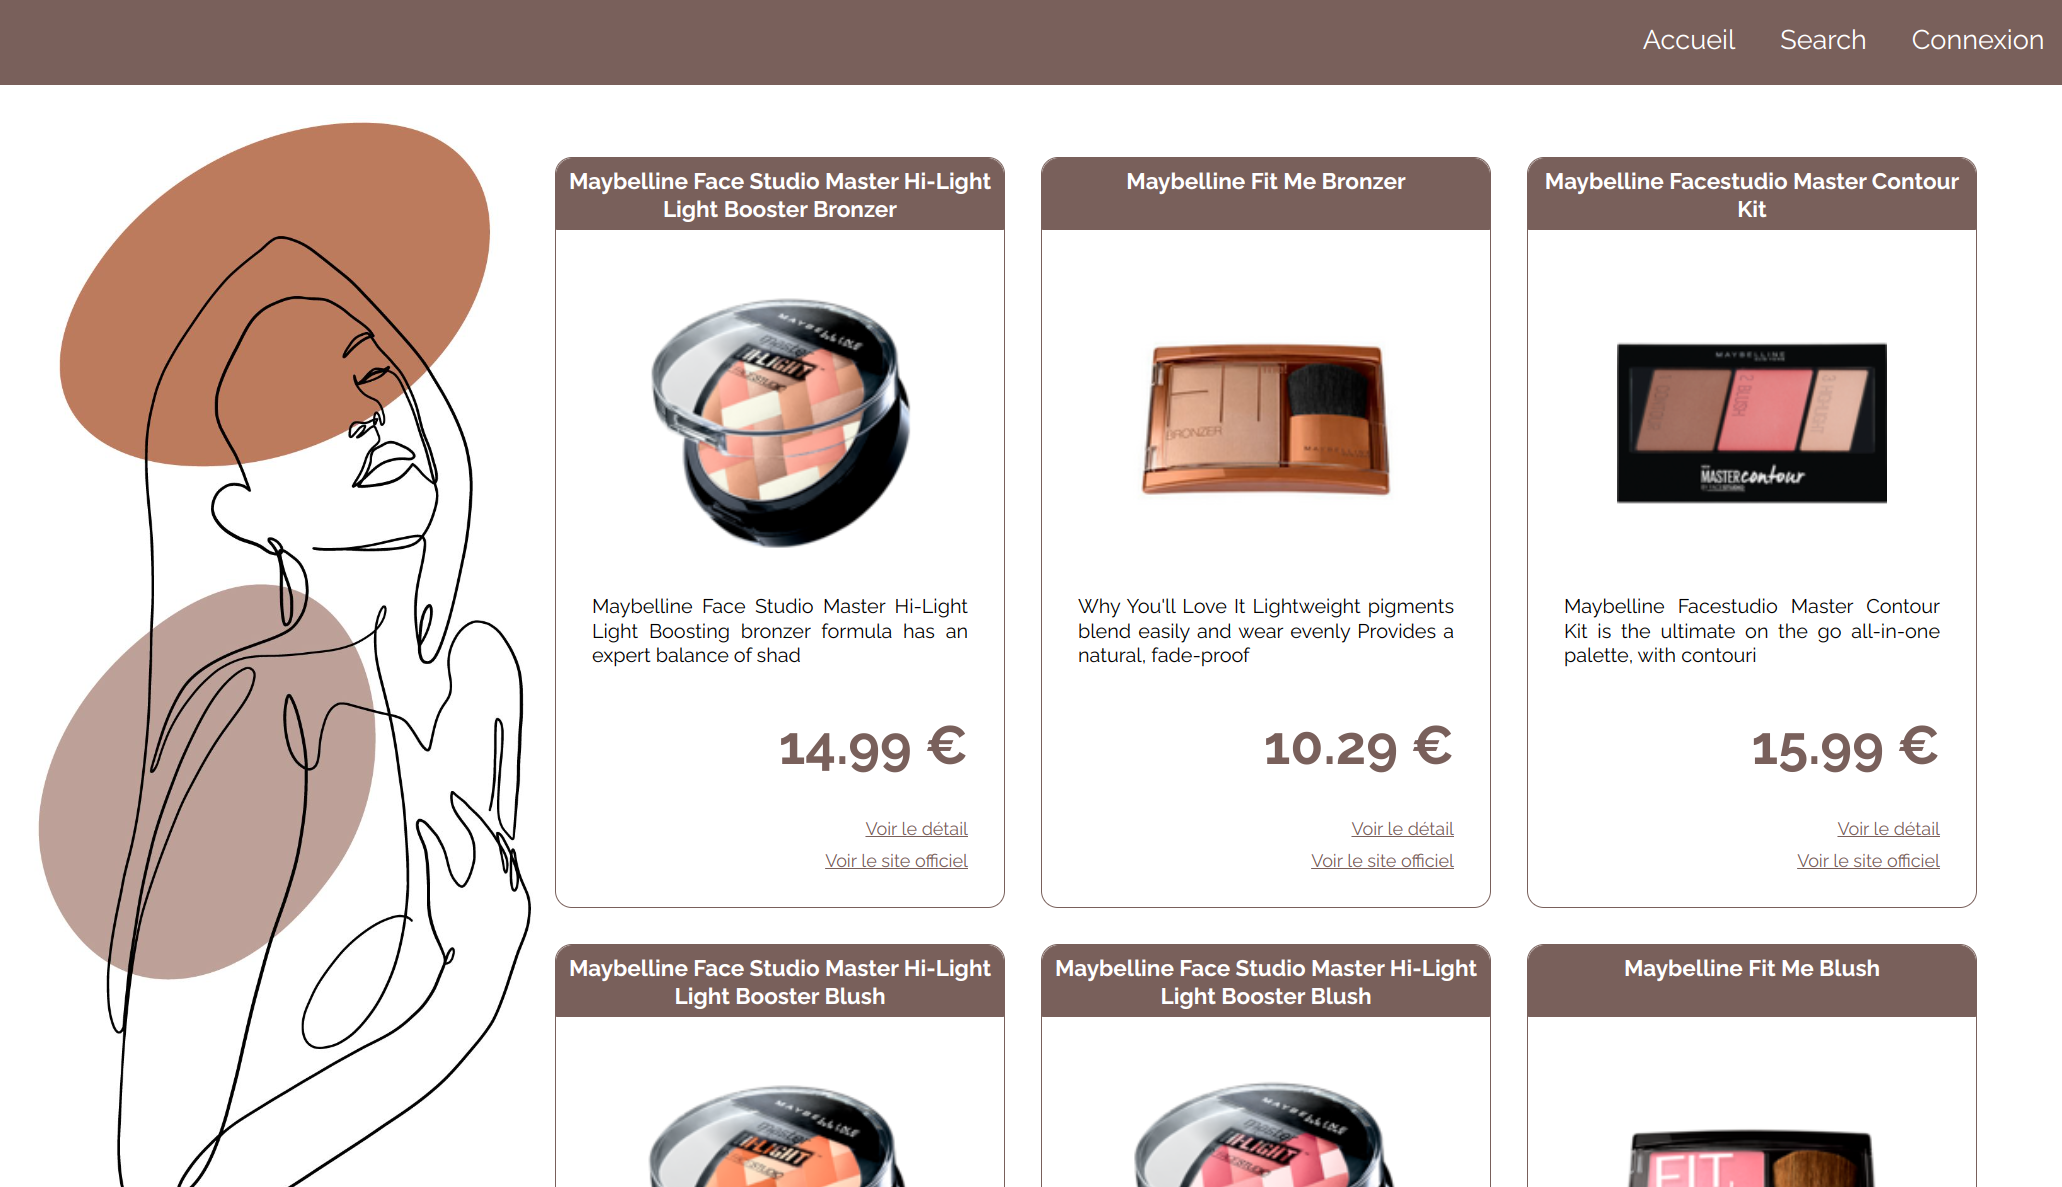 Accueil Search Connexion
Maybelline Face Studio Master Hi-Light
Light Booster Bronzer
MAYBELLINE
master
HI-LIGHT
Maybelline Face Studio Master Hi-Light
Light Boosting bronzer formula has an
expert balance of shad
14.99 €
Voir le détail
Voir le site officiel
Maybelline Fit Me Bronzer
FIT
BRONZER
MAYBELLINE
Why You'll Love It Lightweight pigments
blend easily and wear evenly Provides a
natural, fade-proof
10.29 €
Voir le détail
Voir le site officiel
Maybelline Facestudio Master Contour
Kit
MAYBELLINE
1 CONTOUR
2 BLUSH
3 HIGHLIGHT
MASTER contour
Maybelline Facestudio Master Contour
Kit is the ultimate on the go all-in-one
palette, with contouri
15.99 €
Voir le détail
Voir le site officiel
Maybelline Face Studio Master Hi-Light
Light Booster Blush
MAYBELLINE
master
HI-LIGHT
Maybelline Face Studio Master Hi-Light
Light Booster Blush
MAYBELLINE
master
HI-LIGHT
Maybelline Fit Me Blush
FIT